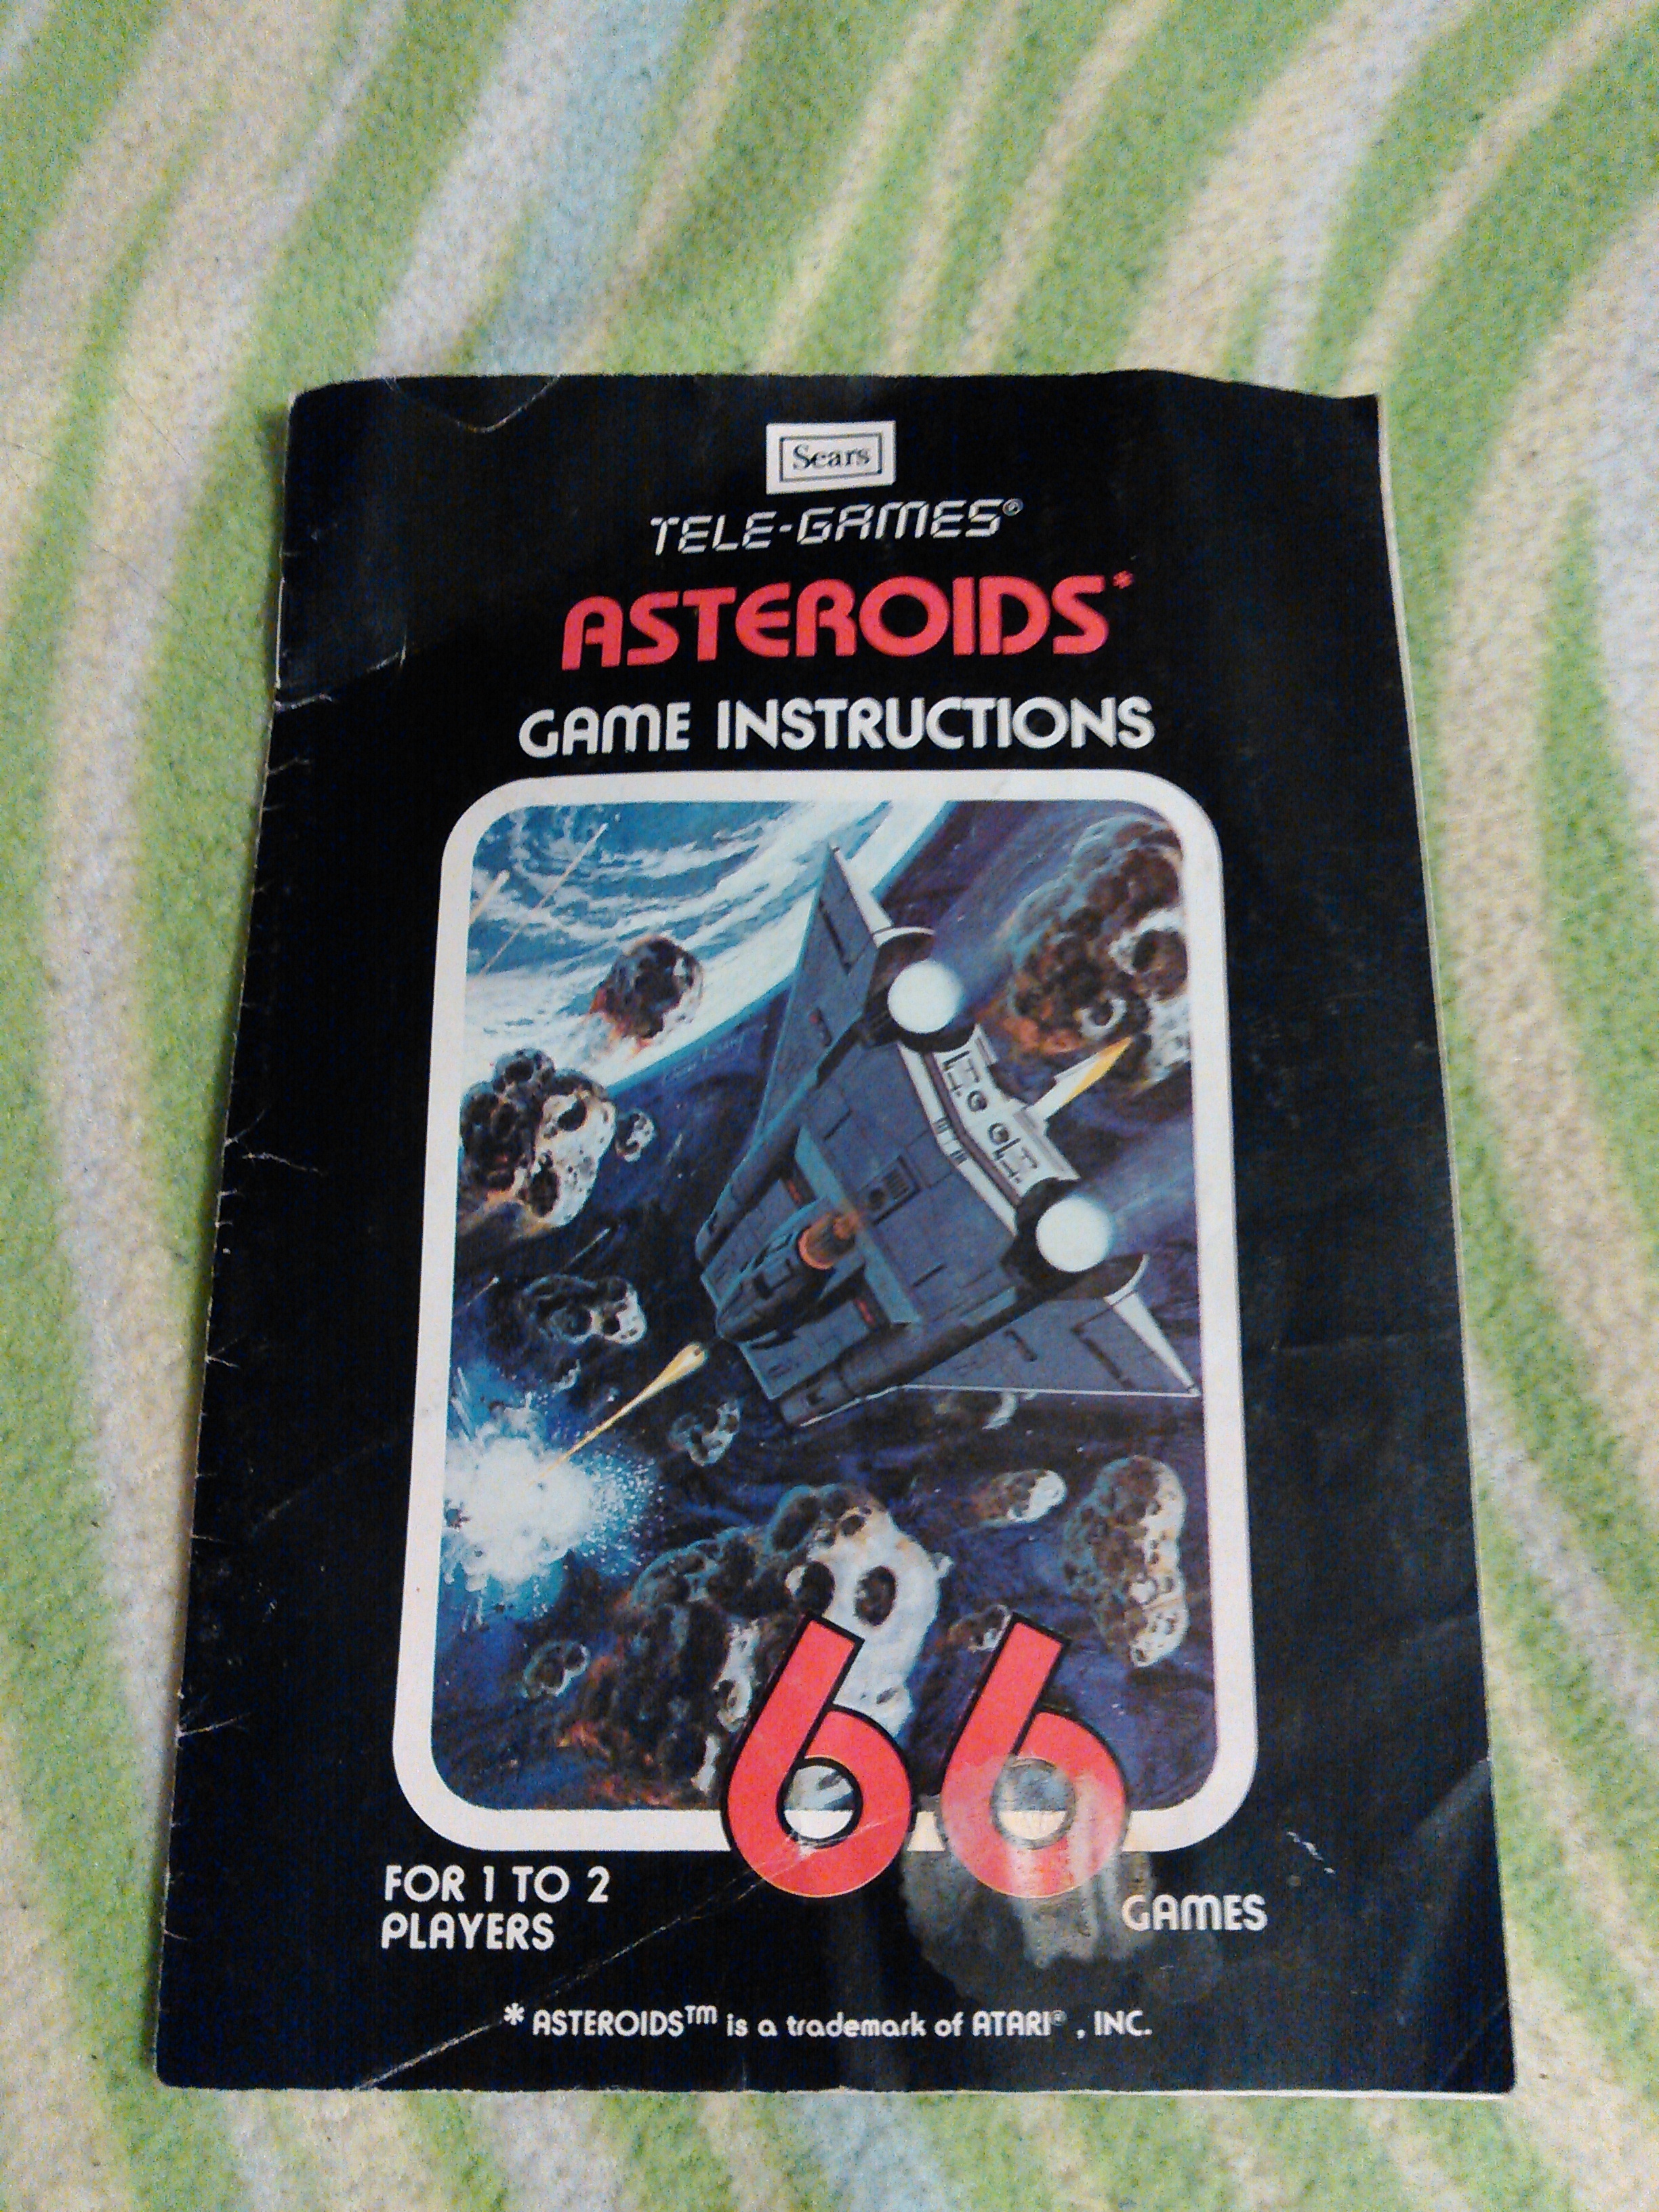 Sears
TELE-GAMES®
ASTEROIDS*
GAME INSTRUCTIONS
66
FOR 1 TO 2
PLAYERS
GAMES
* ASTEROIDS™ is a trademark of ATARI® , INC.